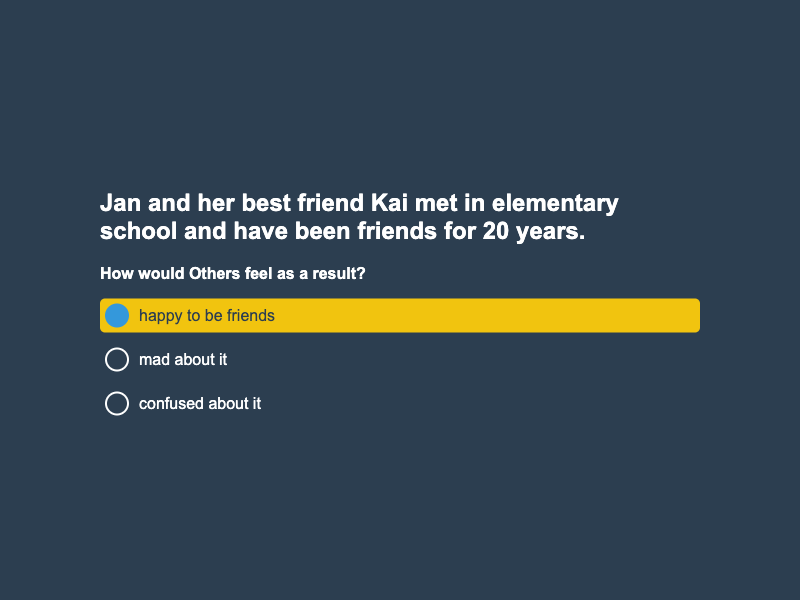 Jan and her best friend Kai met in elementary
school and have been friends for 20 years.
How would Others feel as a result?
happy to be friends
mad about it
confused about it